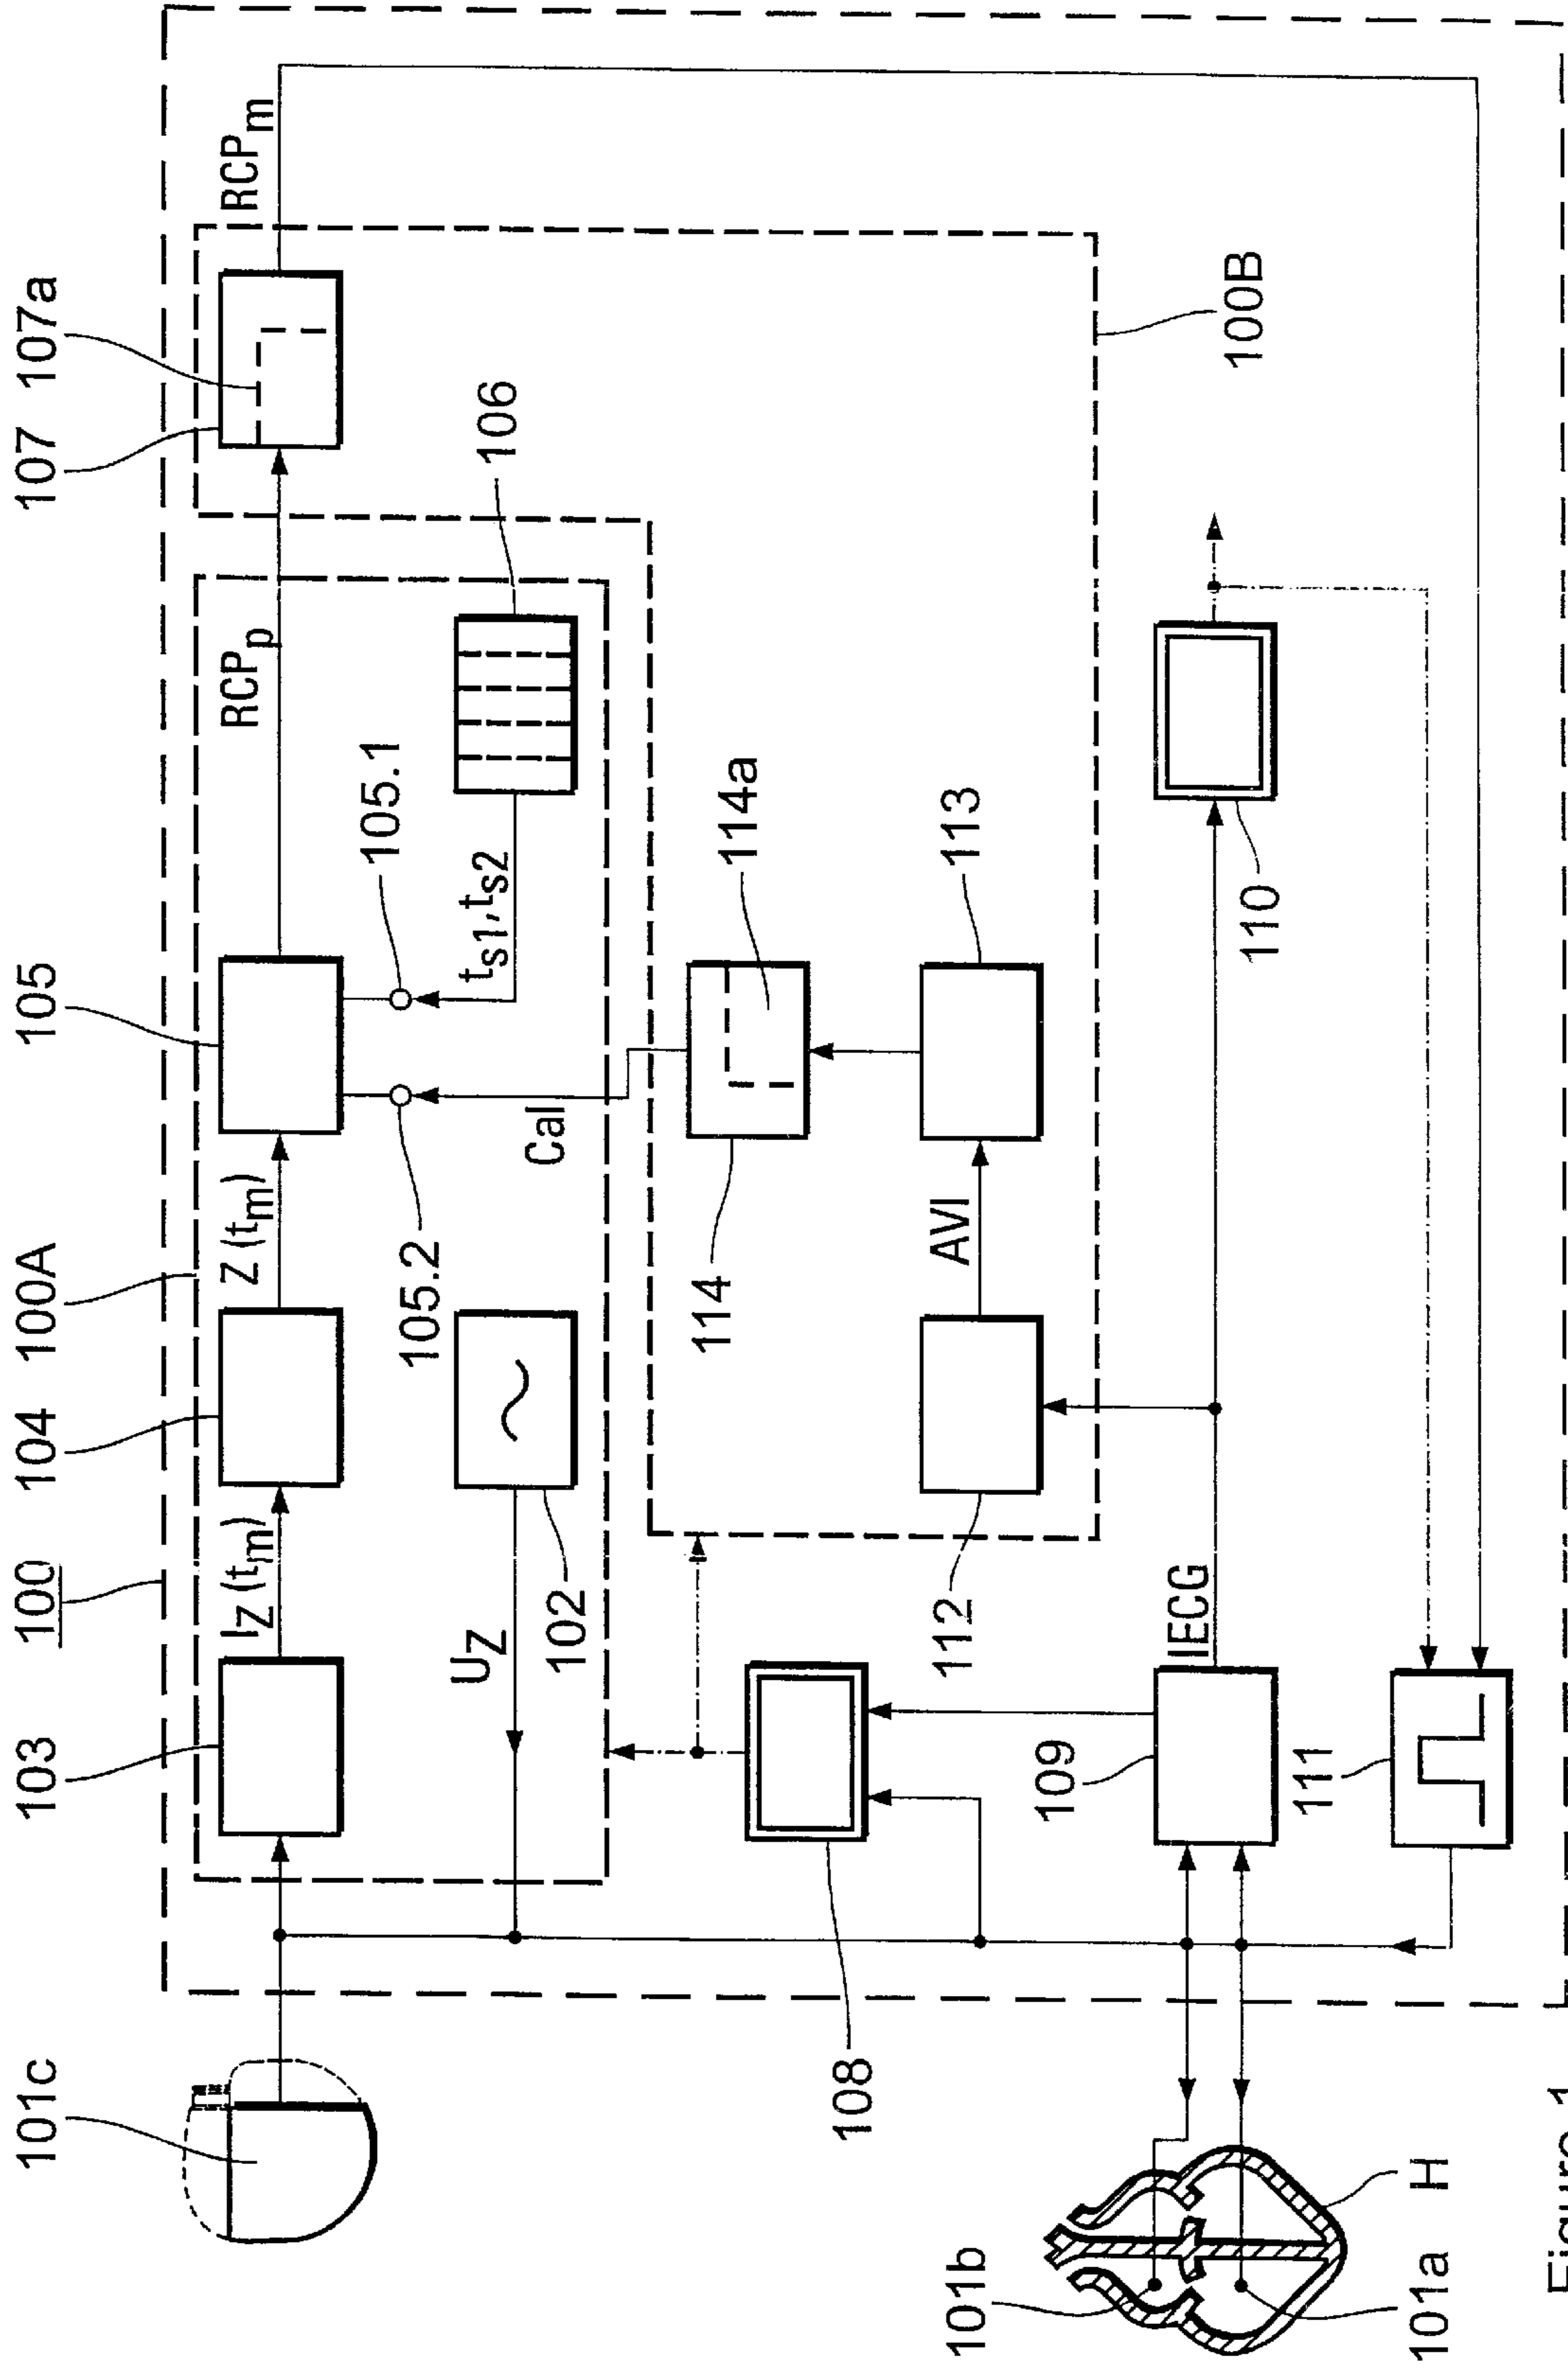 101c
103
100
104
100A
105
107
107a
I_Z (t_m)
Z (t_m)
RCP_p
RCP_m
U_Z
102
105.2
105.1
Cal
t_s1, t_s2
106
108
114
114a
112
AVI
113
100B
101b
109
IECG
110
101a
H
111
Figure 1